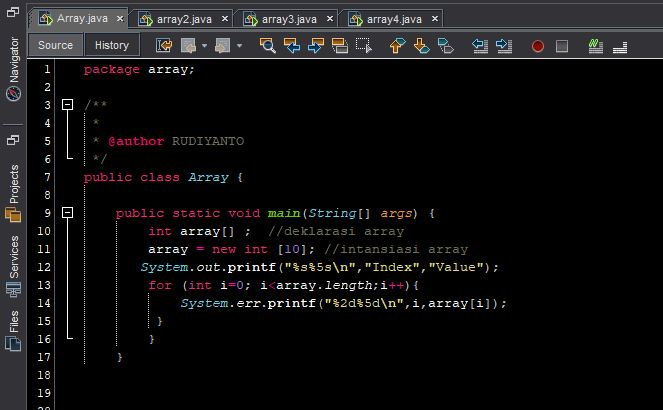 Array.java
array2.java
array3.java
array4.java
Source
History
Navigator
Projects
Services
Files
1 package array;
2
3 /**
4 *
5 * @author RUDIYANTO
6 */
7 public class Array {
8
9 public static void main(String[] args) {
10 int array[] ; //deklarasi array
11 array = new int [10]; //intansiasi array
12 System.out.printf("%s%5s\n","Index","Value");
13 for (int i=0; i<array.length;i++){
14 System.err.printf("%2d%5d\n",i,array[i]);
15 }
16 }
17 }
18
19
20